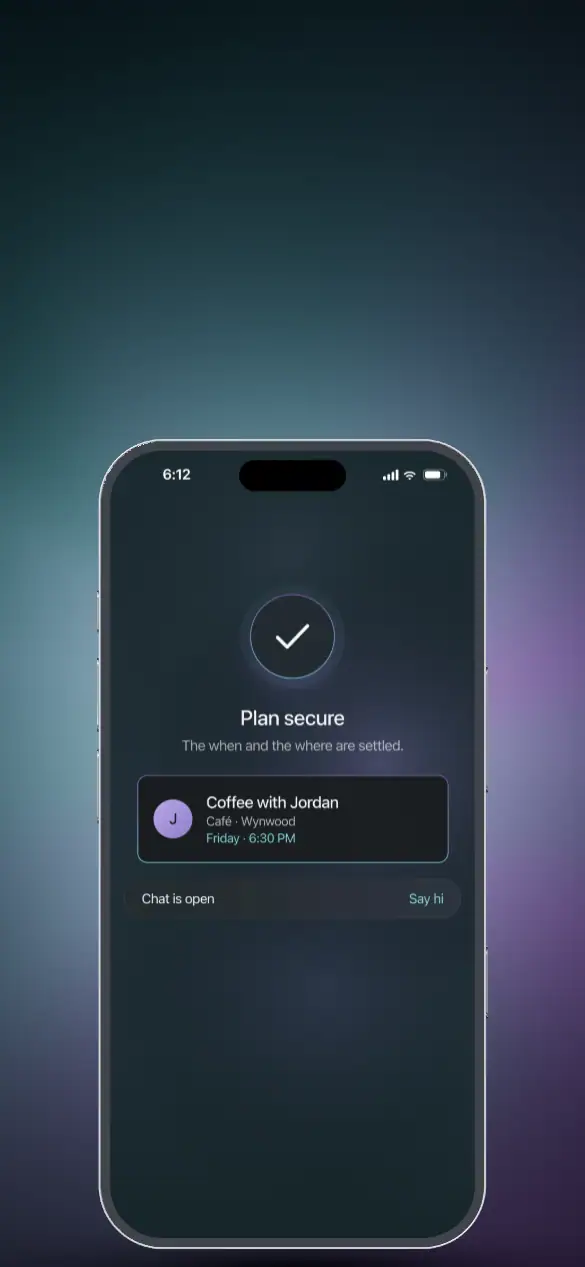 6:12
Plan secure
The when and the where are settled.
J
Coffee with Jordan
Café · Wynwood
Friday · 6:30 PM
Chat is open
Say hi